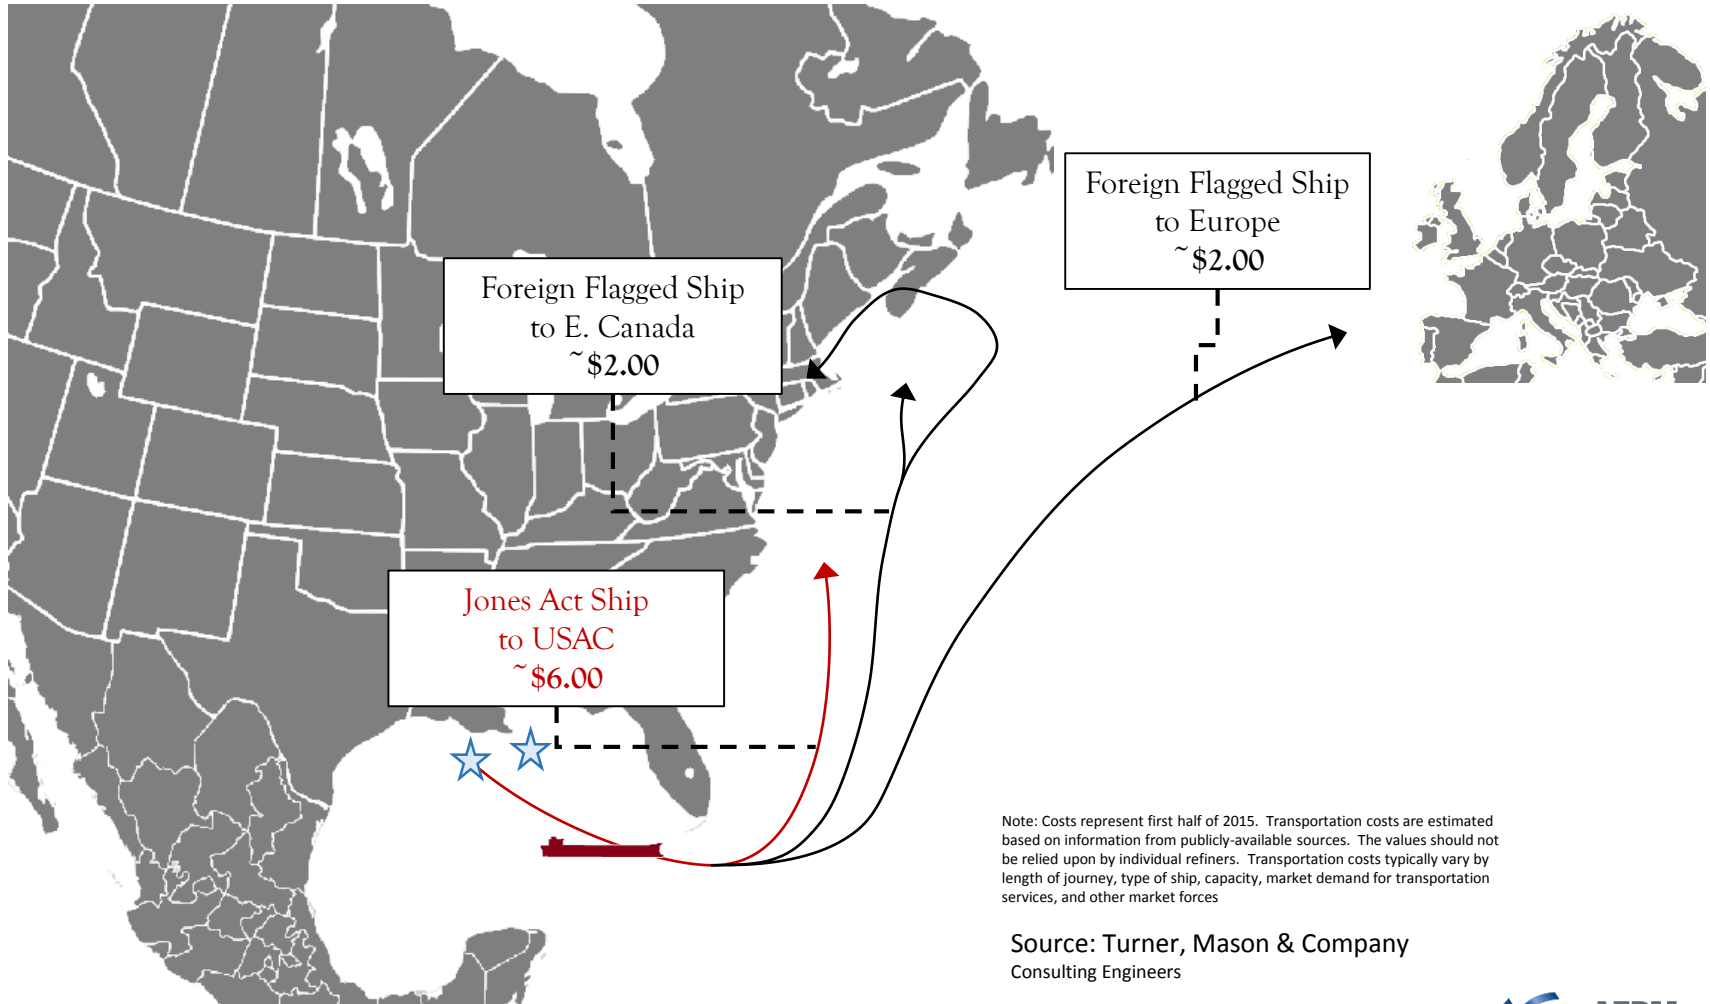 Foreign Flagged Ship
to Europe
~$2.00
Foreign Flagged Ship
to E. Canada
~$2.00
Jones Act Ship
to USAC
~$6.00
Note: Costs represent first half of 2015. Transportation costs are estimated
based on information from publicly-available sources. The values should not
be relied upon by individual refiners. Transportation costs typically vary by
length of journey, type of ship, capacity, market demand for transportation
services, and other market forces
Source: Turner, Mason & Company
Consulting Engineers